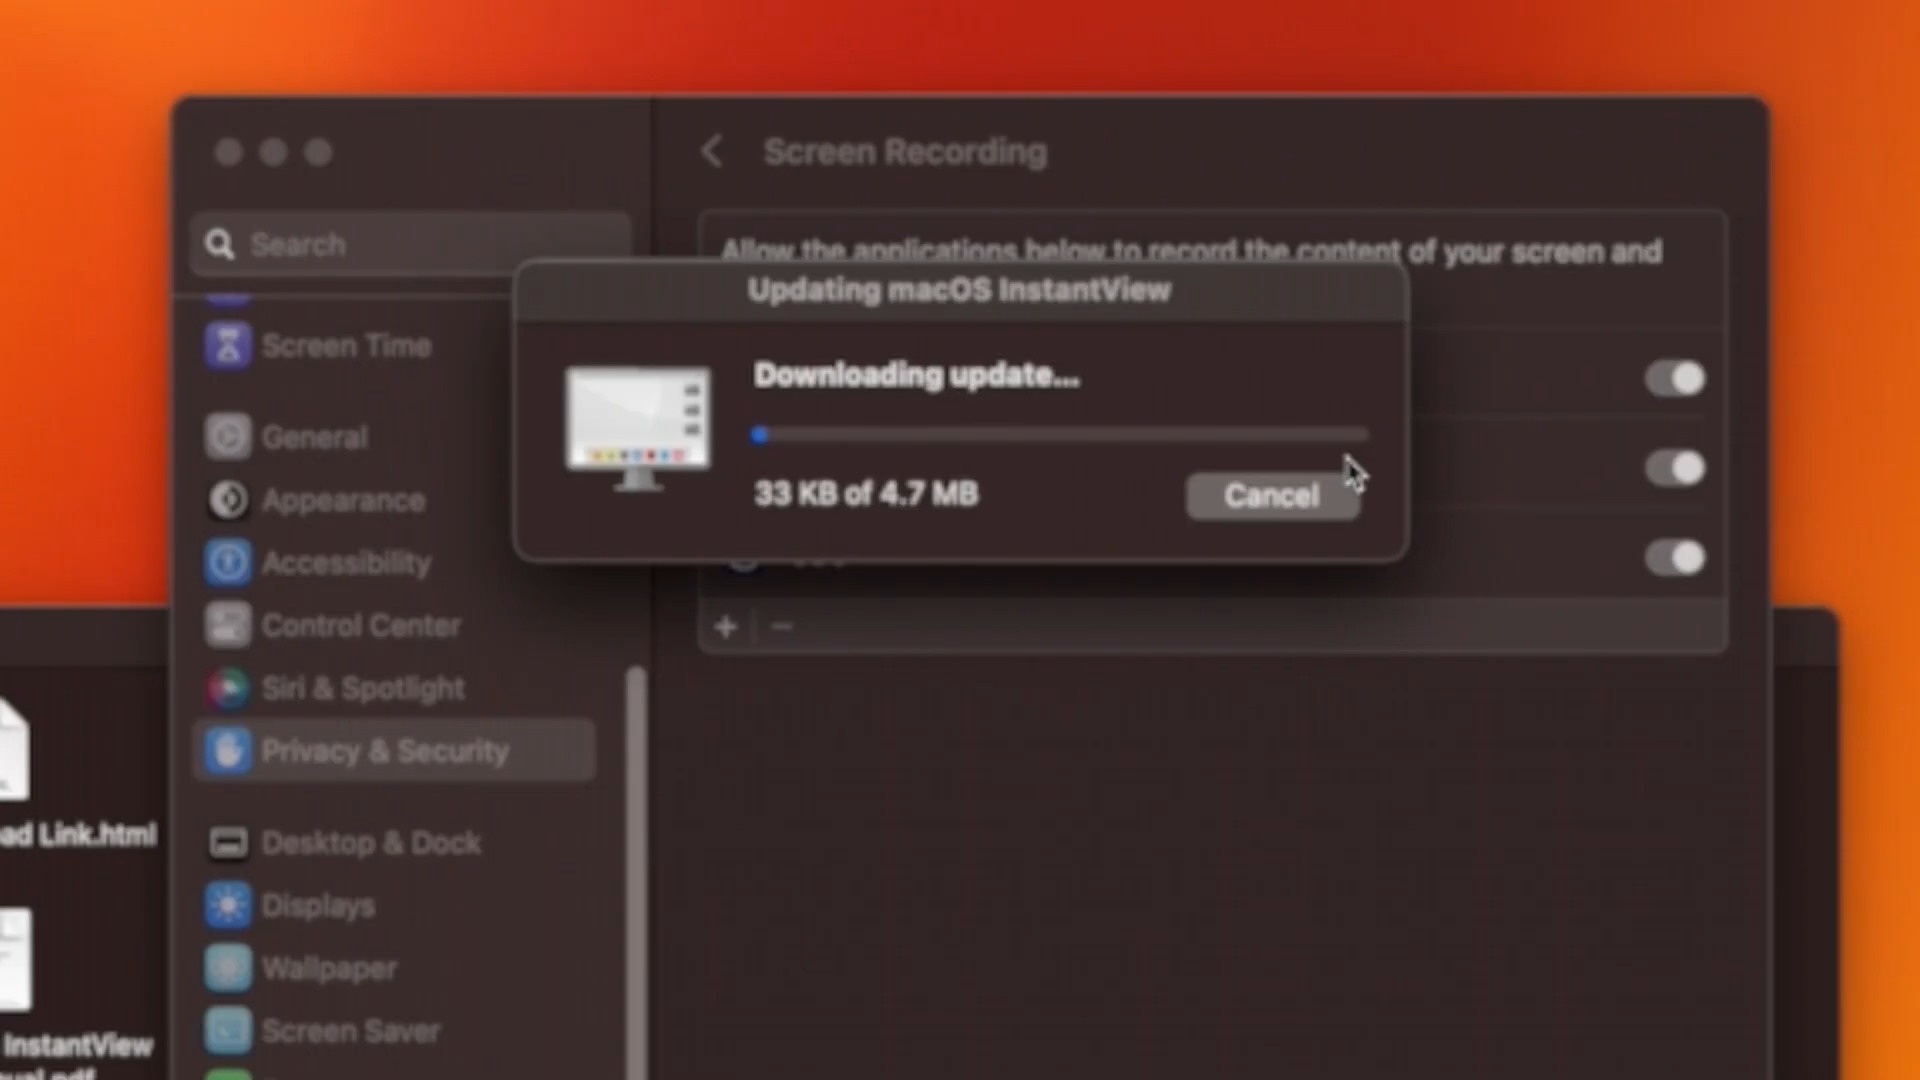 Screen Recording
Search
Allow the applications below to record the content of your screen and
Updating macOS InstantView
Downloading update...
33 KB of 4.7 MB
Cancel
Screen Time
General
Appearance
Accessibility
Control Center
Siri & Spotlight
Privacy & Security
Desktop & Dock
Displays
Wallpaper
Screen Saver
Link.html
InstantView